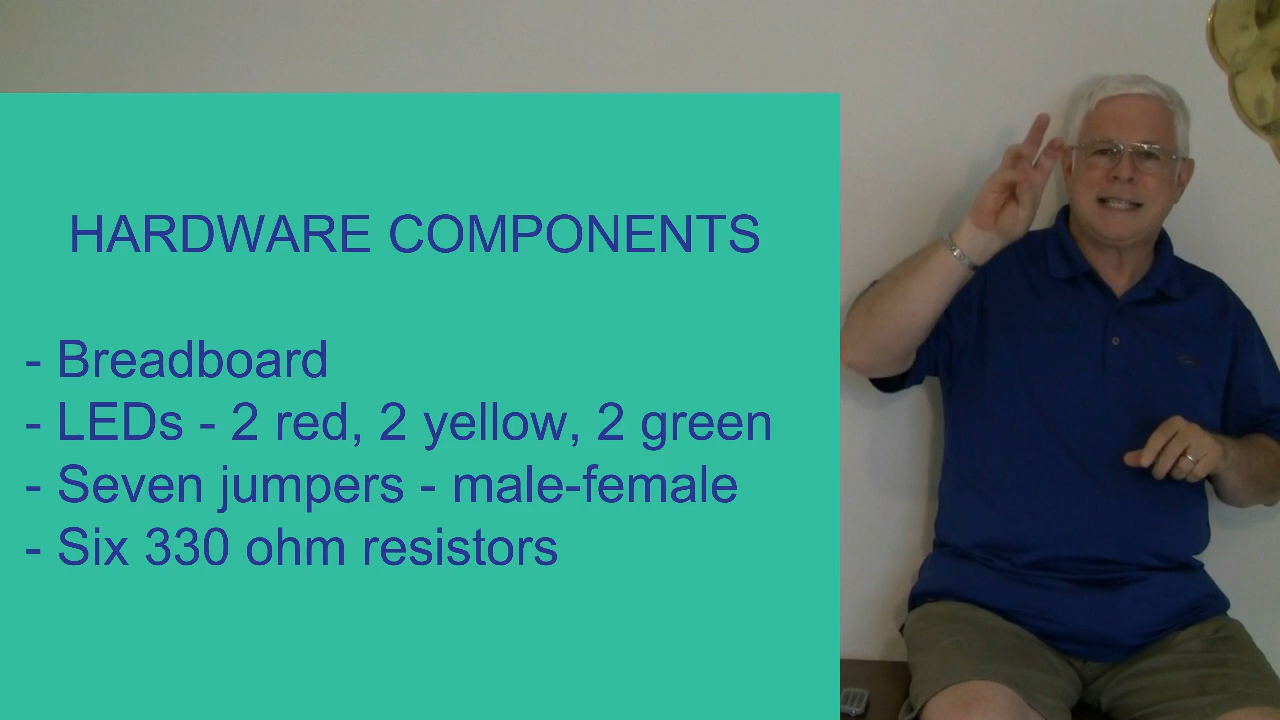 HARDWARE COMPONENTS
- Breadboard
- LEDs - 2 red, 2 yellow, 2 green
- Seven jumpers - male-female
- Six 330 ohm resistors